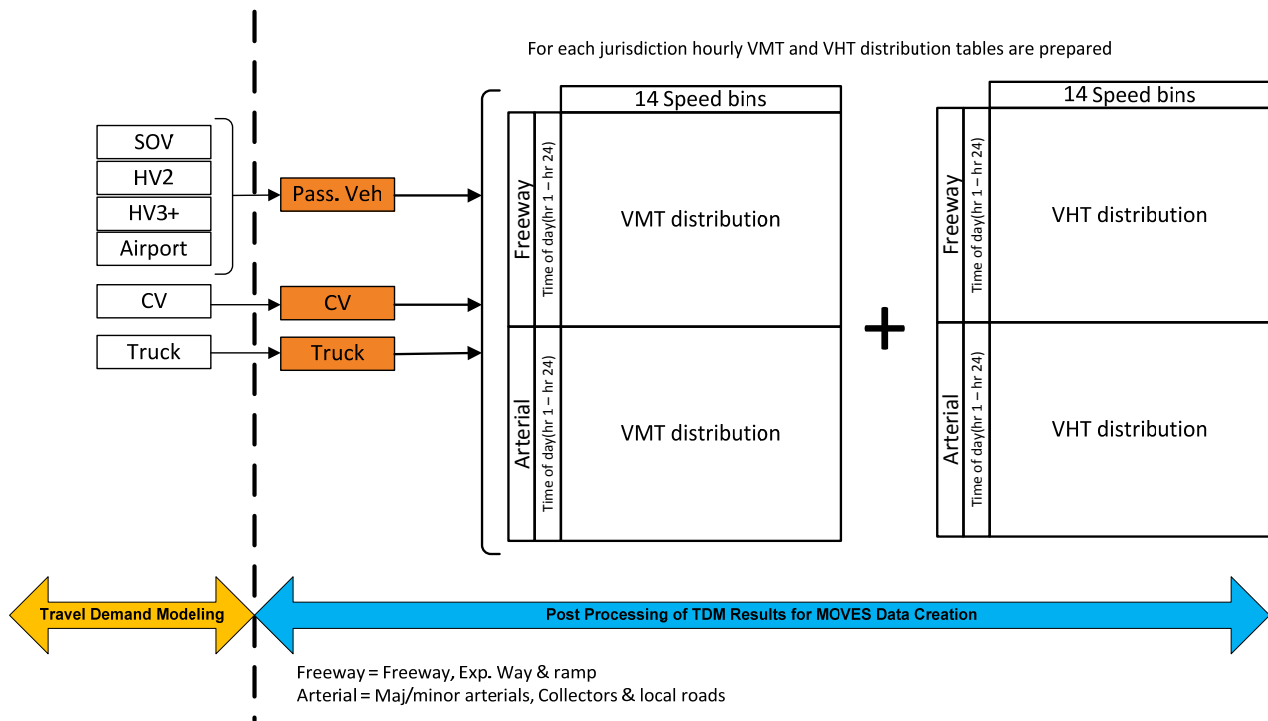 For each jurisdiction hourly VMT and VHT distribution tables are prepared
14 Speed bins
14 Speed bins
SOV
HV2
HV3+
Airport
CV
Truck
Pass. Veh
CV
Truck
Freeway
Time of day(hr 1 – hr 24)
VMT distribution
Arterial
Time of day(hr 1 – hr 24)
VMT distribution
+
Freeway
Time of day(hr 1 – hr 24)
VHT distribution
Arterial
Time of day(hr 1 – hr 24)
VHT distribution
Travel Demand Modeling
Post Processing of TDM Results for MOVES Data Creation
Freeway = Freeway, Exp. Way & ramp
Arterial = Maj/minor arterials, Collectors & local roads